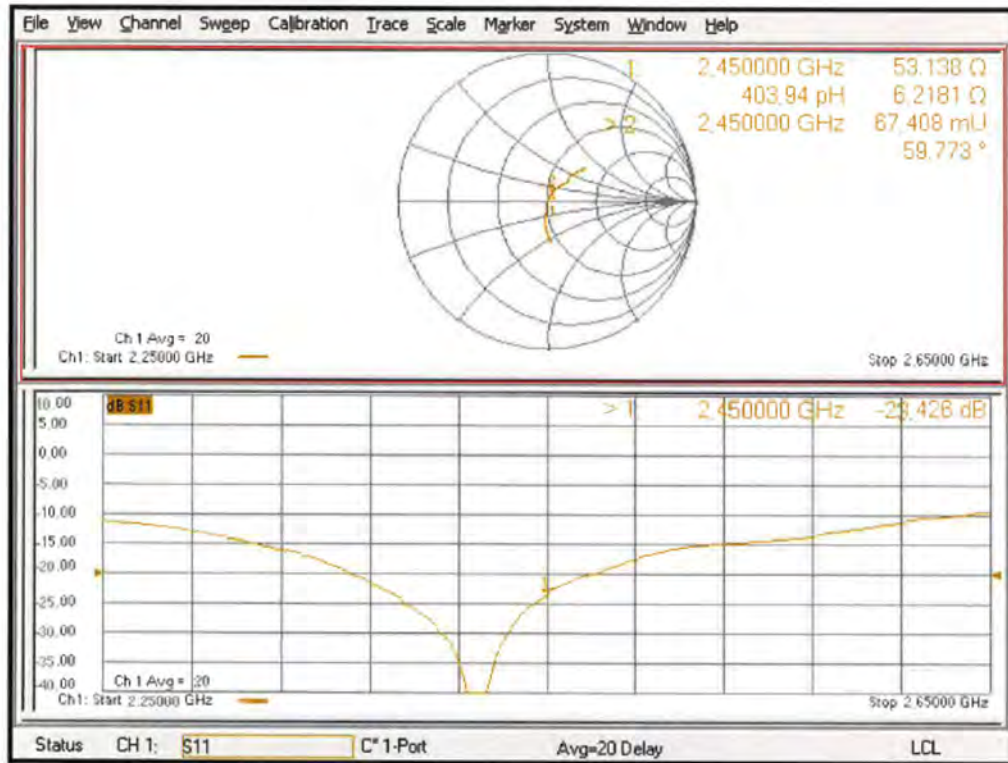 File View Channel Sweep Calibration Trace Scale Marker System Window Help
1 2.450000 GHz 53.138 Ω
403.94 pH 6.2181 Ω
> 2 2.450000 GHz 67.408 mU
59.773 °
Ch 1 Avg = 20
Ch1: Start 2.25000 GHz Stop 2.65000 GHz
10.00 dB S11 > 1 2.450000 GHz -23.426 dB
5.00
0.00
-5.00
-10.00
-15.00
-20.00
1
-25.00
-30.00
-35.00
-40.00 Ch 1 Avg = 20
Ch1: Start 2.25000 GHz Stop 2.65000 GHz
Status CH 1: S11 C* 1-Port Avg=20 Delay LCL